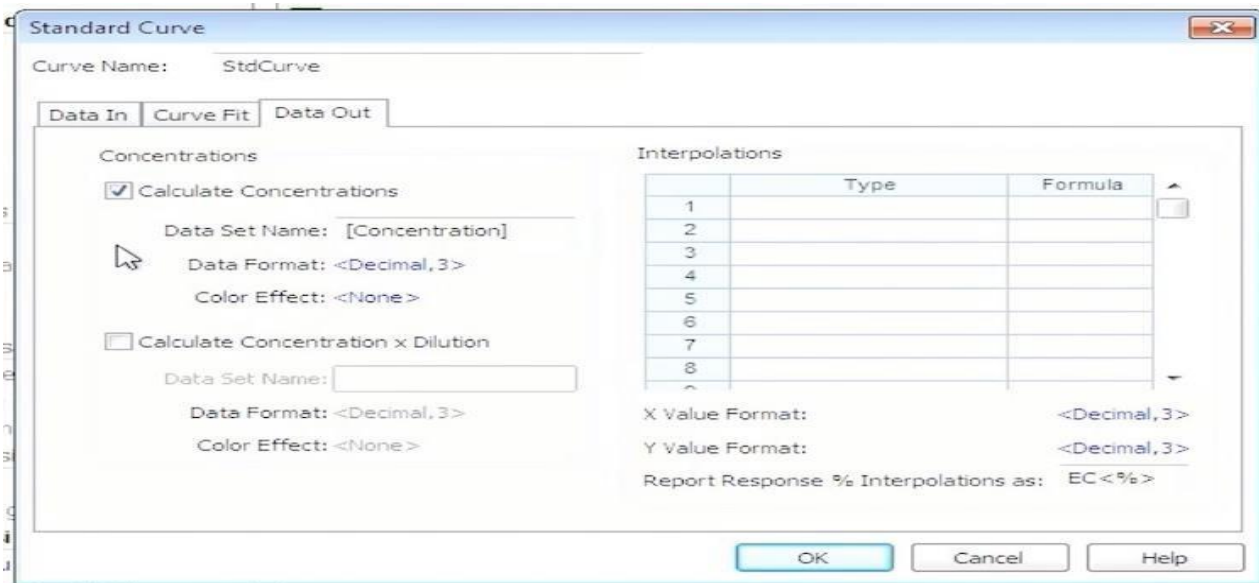 Standard Curve
Curve Name: StdCurve
Data In Curve Fit Data Out
Concentrations
Calculate Concentrations
Data Set Name: [Concentration]
Data Format: <Decimal,3>
Color Effect: <None>
Calculate Concentration x Dilution
Data Set Name:
Data Format: <Decimal,3>
Color Effect: <None>
Interpolations
Type Formula
1
2
3
4
5
6
7
8
X Value Format: <Decimal,3>
Y Value Format: <Decimal,3>
Report Response % Interpolations as: EC<%>
OK Cancel Help